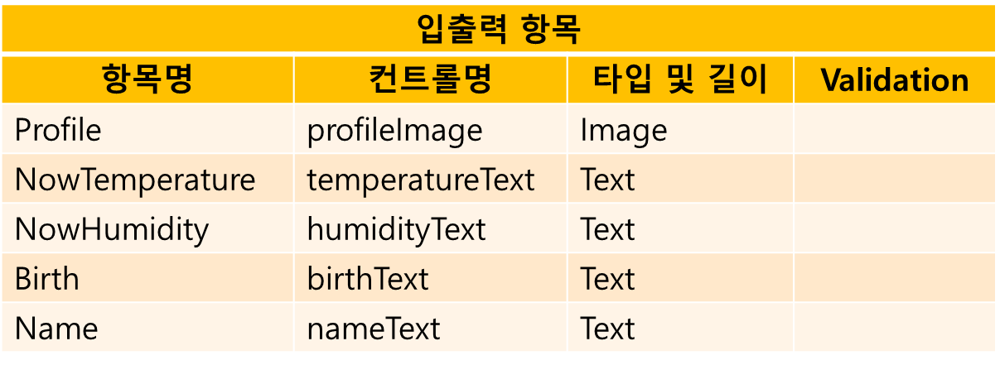 입출력 항목
항목명 컨트롤명 타입 및 길이 Validation
Profile profileImage Image
NowTemperature temperatureText Text
NowHumidity humidityText Text
Birth birthText Text
Name nameText Text